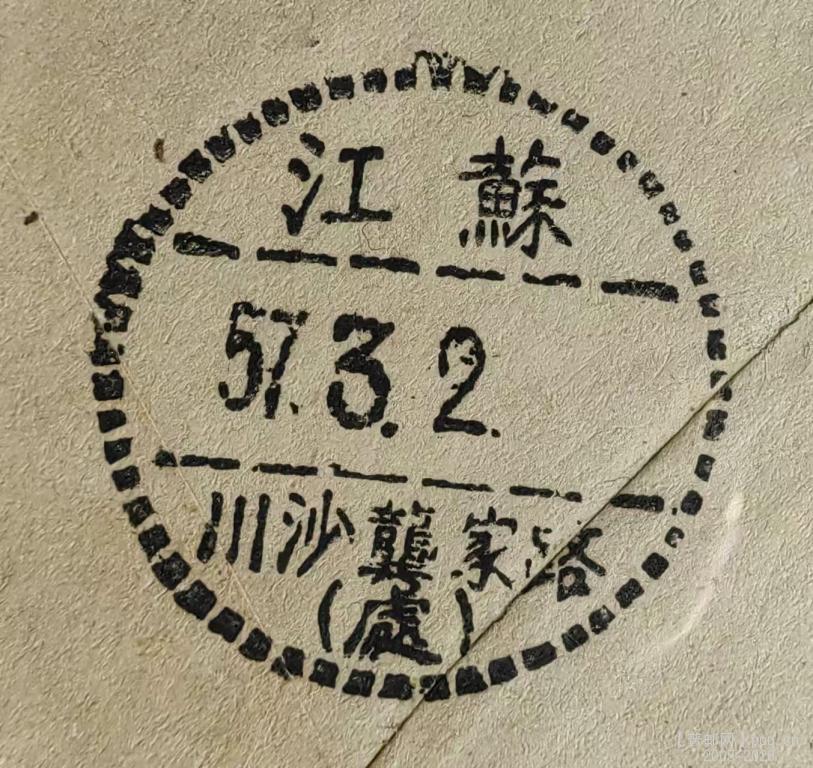 江蘇
57.3.2.
川沙龔家路
(處)